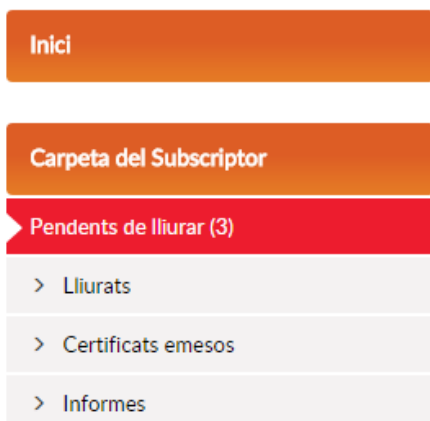 Inici
Carpeta del Subscriptor
Pendents de lliurar (3)
Lliurats
Certificats emesos
Informes